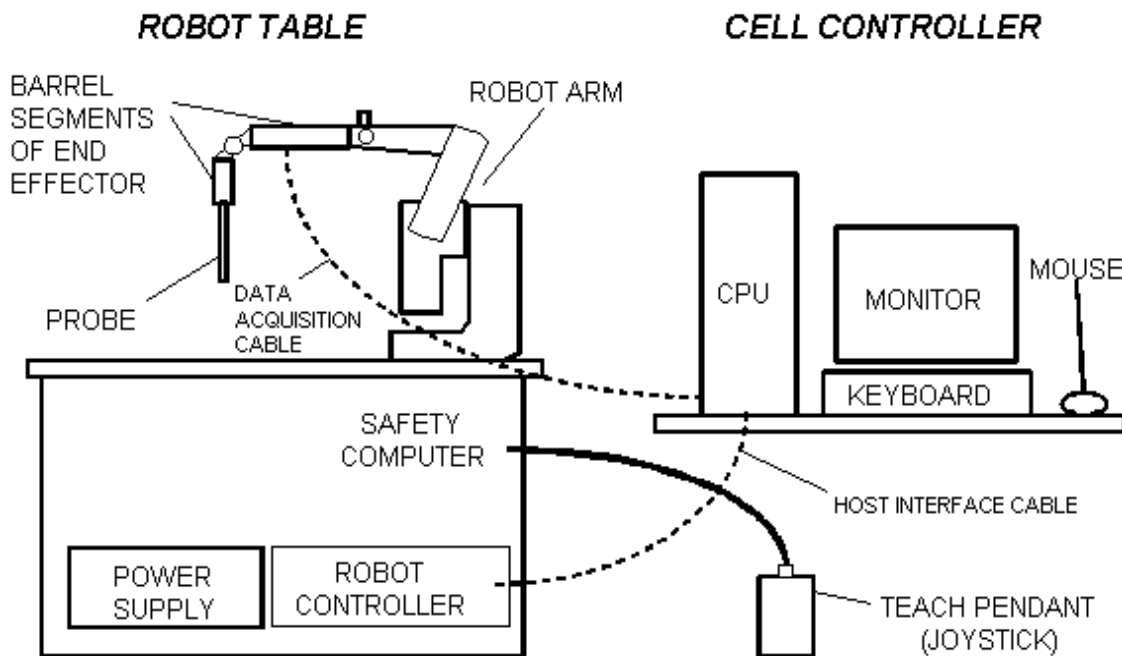 ROBOT TABLE
CELL CONTROLLER
BARREL
SEGMENTS
OF END
EFFECTOR
ROBOT ARM
PROBE
DATA
ACQUISITION
CABLE
CPU
MONITOR
MOUSE
KEYBOARD
SAFETY
COMPUTER
HOST INTERFACE CABLE
POWER
SUPPLY
ROBOT
CONTROLLER
TEACH PENDANT
(JOYSTICK)